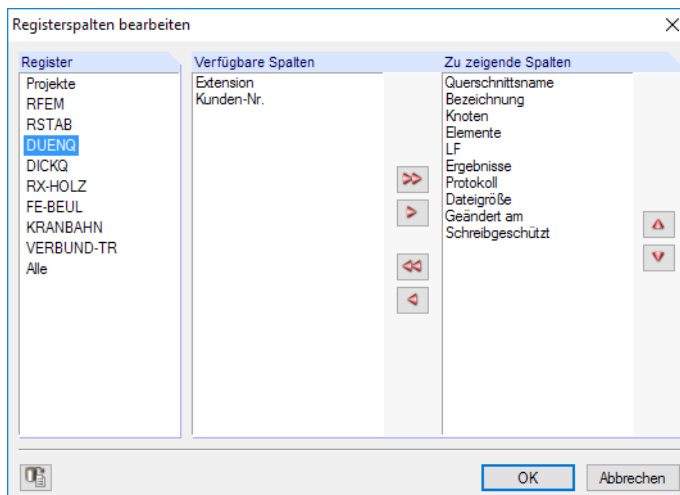 Registerspalten bearbeiten
Register
Projekte
RFEM
RSTAB
DUENQ
DICKQ
RX-HOLZ
FE-BEUL
KRANBAHN
VERBUND-TR
Alle
Verfügbare Spalten
Extension
Kunden-Nr.
Zu zeigende Spalten
Querschnittsname
Bezeichnung
Knoten
Elemente
LF
Ergebnisse
Protokoll
Dateigröße
Geändert am
Schreibgeschützt
OK
Abbrechen